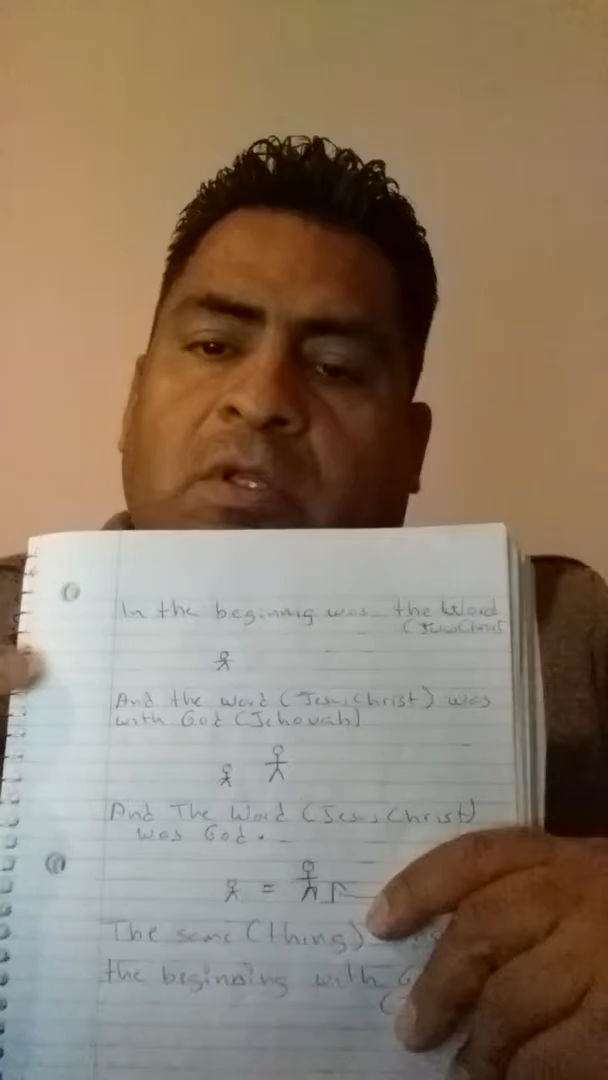 In the beginning was the Word
(Jesus Christ
And the word (Jesus Christ) was
with God (Jehovah)
And The Word (Jesus Christ)
was God.
=
The same (thing)
the beginning with